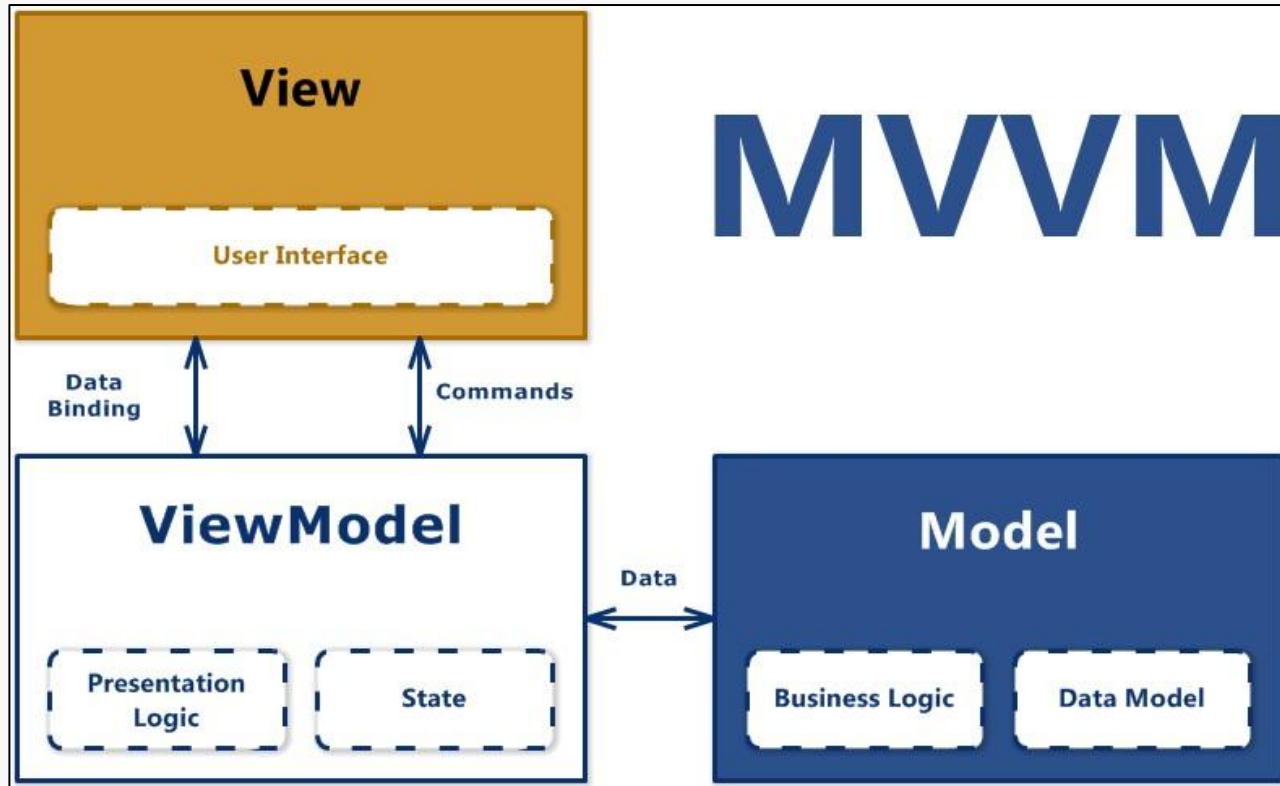 View
MVVM
User Interface
Data
Binding
Commands
ViewModel
Model
Data
Presentation
Logic
State
Business Logic
Data Model